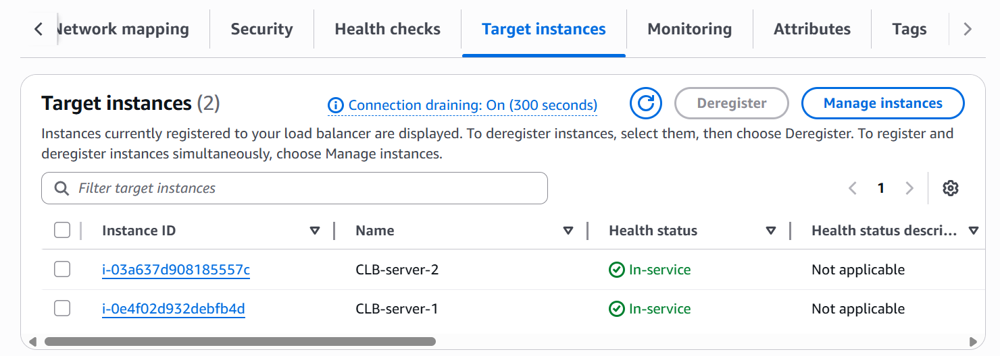 Network mapping Security Health checks Target instances Monitoring Attributes Tags
Target instances (2) Connection draining: On (300 seconds) Deregister Manage instances
Instances currently registered to your load balancer are displayed. To deregister instances, select them, then choose Deregister. To register and
deregister instances simultaneously, choose Manage instances.
Filter target instances 1
Instance ID Name Health status Health status descri...
i-03a637d908185557c CLB-server-2 In-service Not applicable
i-0e4f02d932debfb4d CLB-server-1 In-service Not applicable